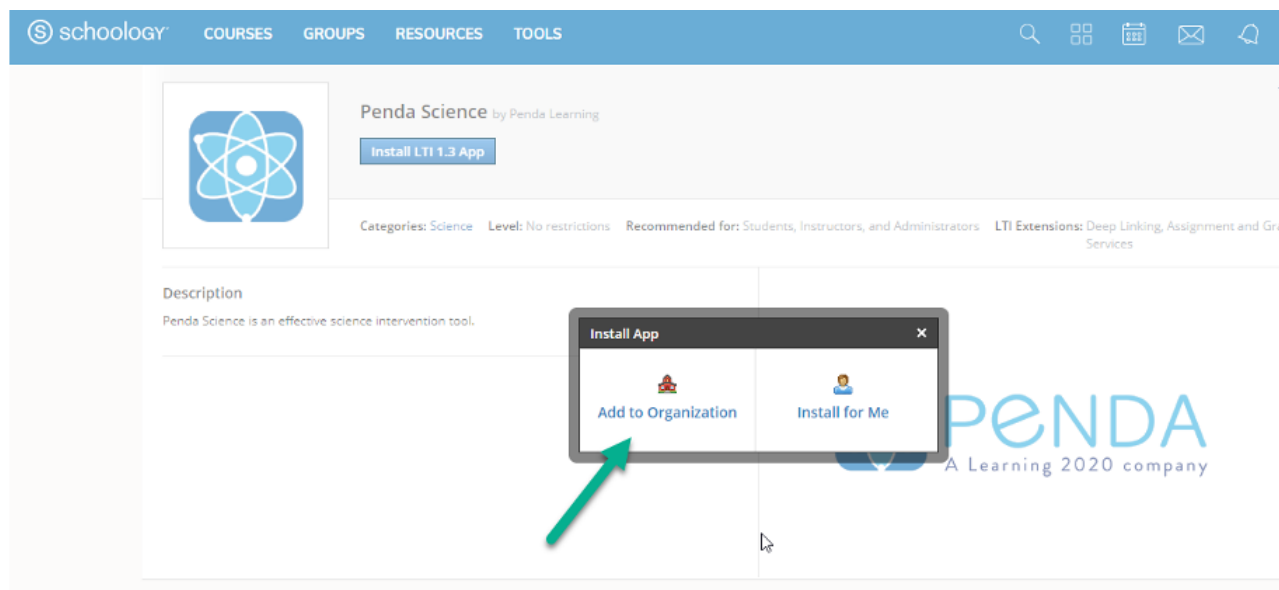 S schoology COURSES GROUPS RESOURCES TOOLS
Penda Science by Penda Learning
Install LTI 1.3 App
Categories: Science Level: No restrictions Recommended for: Students, Instructors, and Administrators LTI Extensions: Deep Linking, Assignment and Gra
Services
Description
Penda Science is an effective science intervention tool.
Install App ×
Add to Organization Install for Me
PENDA
A Learning 2020 company